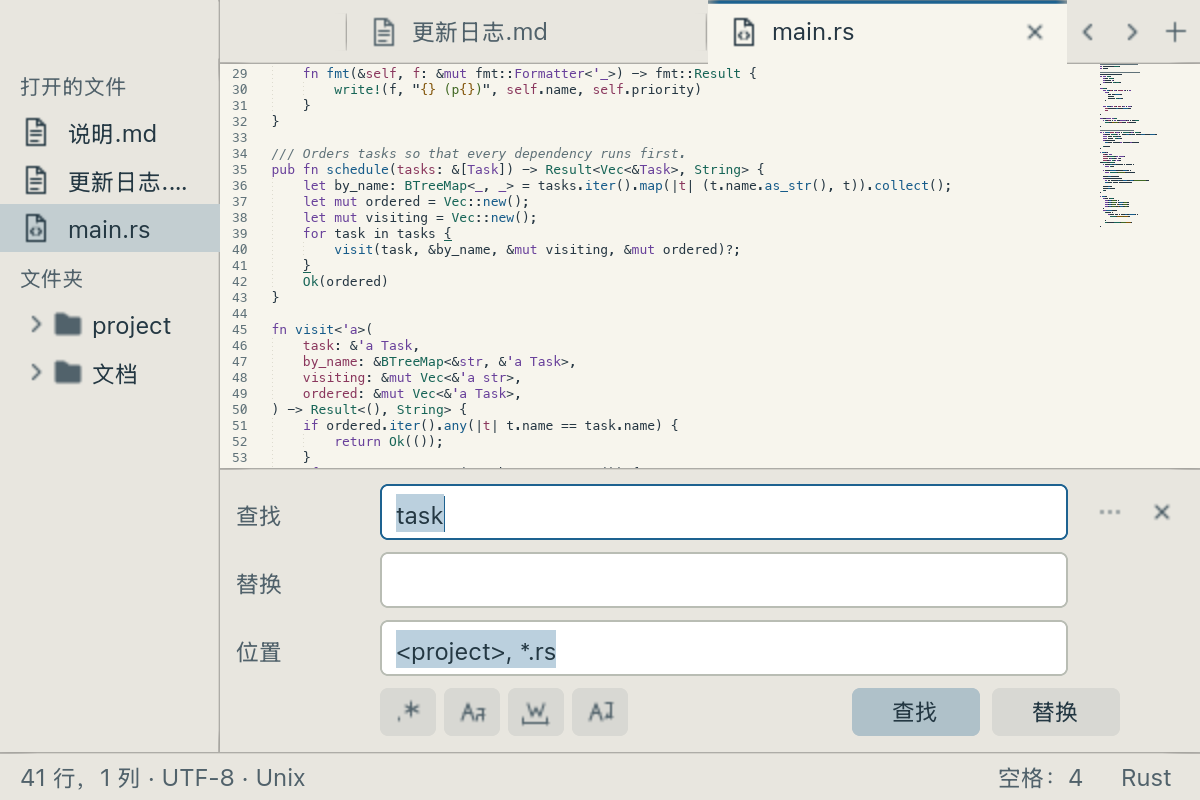 更新日志.md
main.rs
打开的文件
说明.md
更新日志....
main.rs
文件夹
project
文档
29     fn fmt(&self, f: &mut fmt::Formatter<'_>) -> fmt::Result {
30         write!(f, "{} (p{})", self.name, self.priority)
31     }
32 }
33
34 /// Orders tasks so that every dependency runs first.
35 pub fn schedule(tasks: &[Task]) -> Result<Vec<&Task>, String> {
36     let by_name: BTreeMap<_, _> = tasks.iter().map(|t| (t.name.as_str(), t)).collect();
37     let mut ordered = Vec::new();
38     let mut visiting = Vec::new();
39     for task in tasks {
40         visit(task, &by_name, &mut visiting, &mut ordered)?;
41     }
42     Ok(ordered)
43 }
44
45 fn visit<'a>(
46     task: &'a Task,
47     by_name: &BTreeMap<&str, &'a Task>,
48     visiting: &mut Vec<&'a str>,
49     ordered: &mut Vec<&'a Task>,
50 ) -> Result<(), String> {
51     if ordered.iter().any(|t| t.name == task.name) {
52         return Ok(());
53     }
查找
task
替换
位置
<project>, *.rs
查找
替换
41 行，1 列 · UTF-8 · Unix
空格：4
Rust